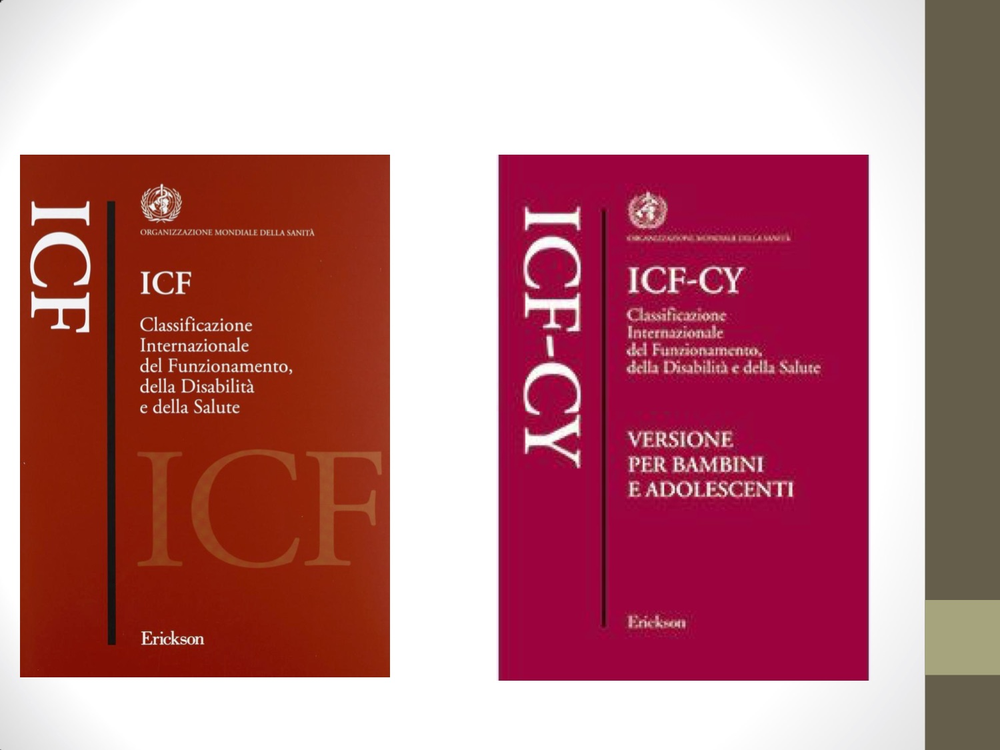 ICF
ORGANIZZAZIONE MONDIALE DELLA SANITÀ
ICF
Classificazione
Internazionale
del Funzionamento,
della Disabilità
e della Salute
ICF
Erickson
ICF-CY
ORGANIZZAZIONE MONDIALE DELLA SANITÀ
ICF-CY
Classificazione
Internazionale
del Funzionamento,
della Disabilità e della Salute
VERSIONE
PER BAMBINI
E ADOLESCENTI
Erickson